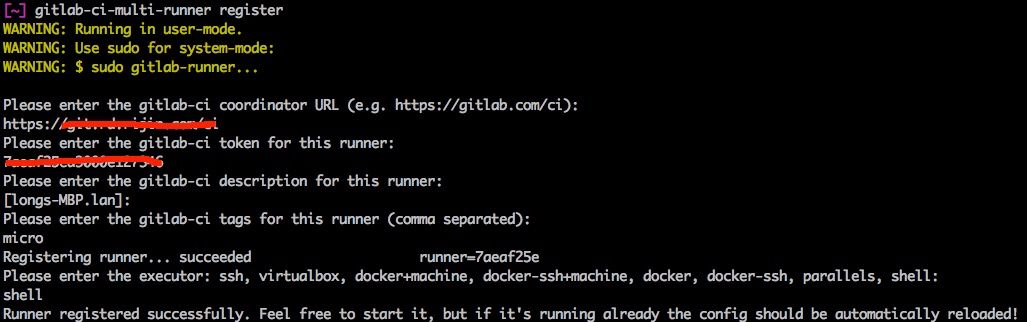 [~] gitlab-ci-multi-runner register
WARNING: Running in user-mode.
WARNING: Use sudo for system-mode:
WARNING: $ sudo gitlab-runner...
Please enter the gitlab-ci coordinator URL (e.g. https://gitlab.com/ci):
https://
Please enter the gitlab-ci token for this runner:
Please enter the gitlab-ci description for this runner:
[longs-MBP.lan]:
Please enter the gitlab-ci tags for this runner (comma separated):
micro
Registering runner... succeeded runner=7aeaf25e
Please enter the executor: ssh, virtualbox, docker+machine, docker-ssh+machine, docker, docker-ssh, parallels, shell:
shell
Runner registered successfully. Feel free to start it, but if it's running already the config should be automatically reloaded!